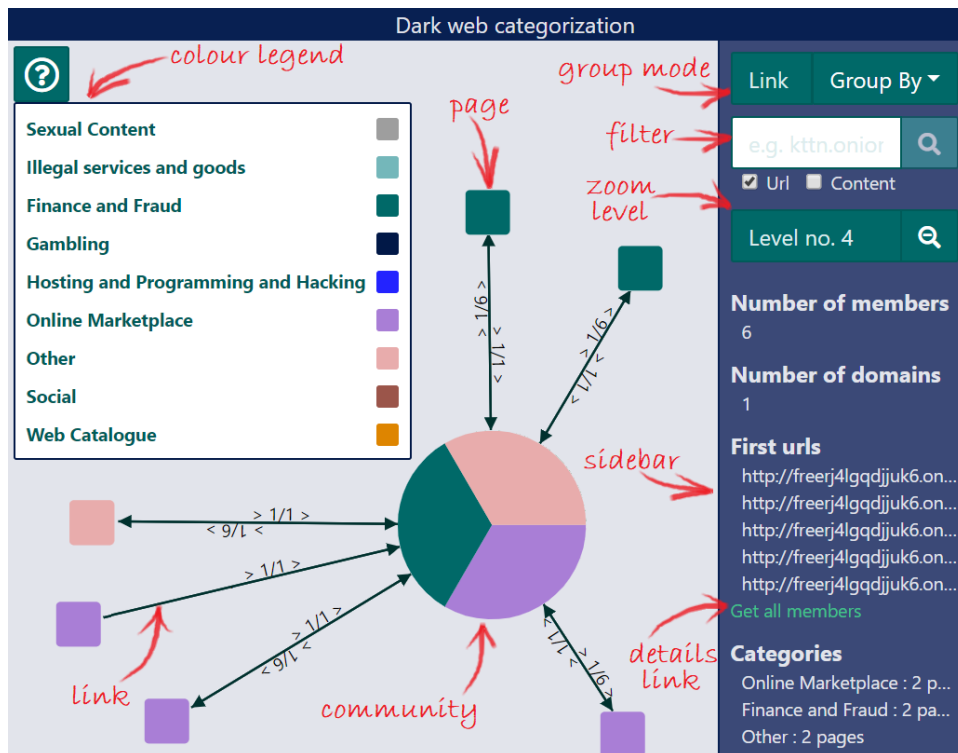 Dark web categorization
colour legend
Sexual Content
Illegal services and goods
Finance and Fraud
Gambling
Hosting and Programming and Hacking
Online Marketplace
Other
Social
Web Catalogue
page
group mode
Link
Group By
filter
e.g. kttn.onior
Url
Content
zoom
level
Level no. 4
> 1/6 >
> 1/1 >
> 1/6 >
< 1/1 >
Number of members
6
Number of domains
1
First urls
sidebar
http://freerj4lgqdjjuk6.on...
http://freerj4lgqdjjuk6.on...
http://freerj4lgqdjjuk6.on...
http://freerj4lgqdjjuk6.on...
http://freerj4lgqdjjuk6.on...
Get all members
> 1/1 >
< 1/6 >
> 1/1 >
> 1/1 >
< 1/6 >
< 1/1 >
> 1/6 >
link
community
details
link
Categories
Online Marketplace : 2 p...
Finance and Fraud : 2 pa...
Other : 2 pages